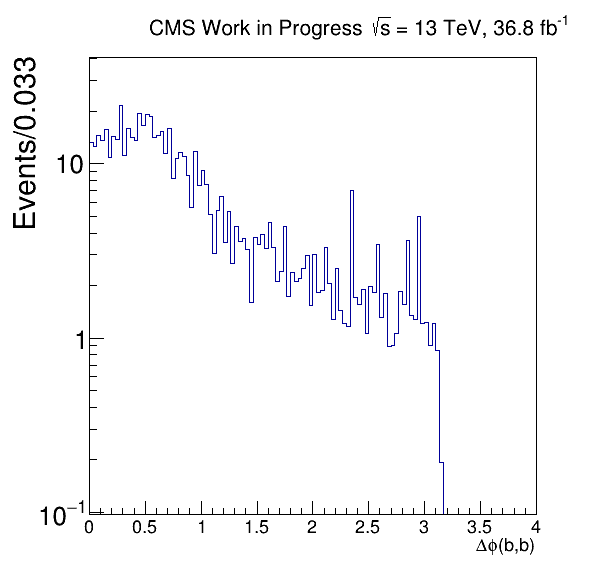 CMS Work in Progress √s = 13 TeV, 36.8 fb⁻¹
Events/0.033
10
1
10⁻¹
0 0.5 1 1.5 2 2.5 3 3.5 4
Δϕ(b,b)